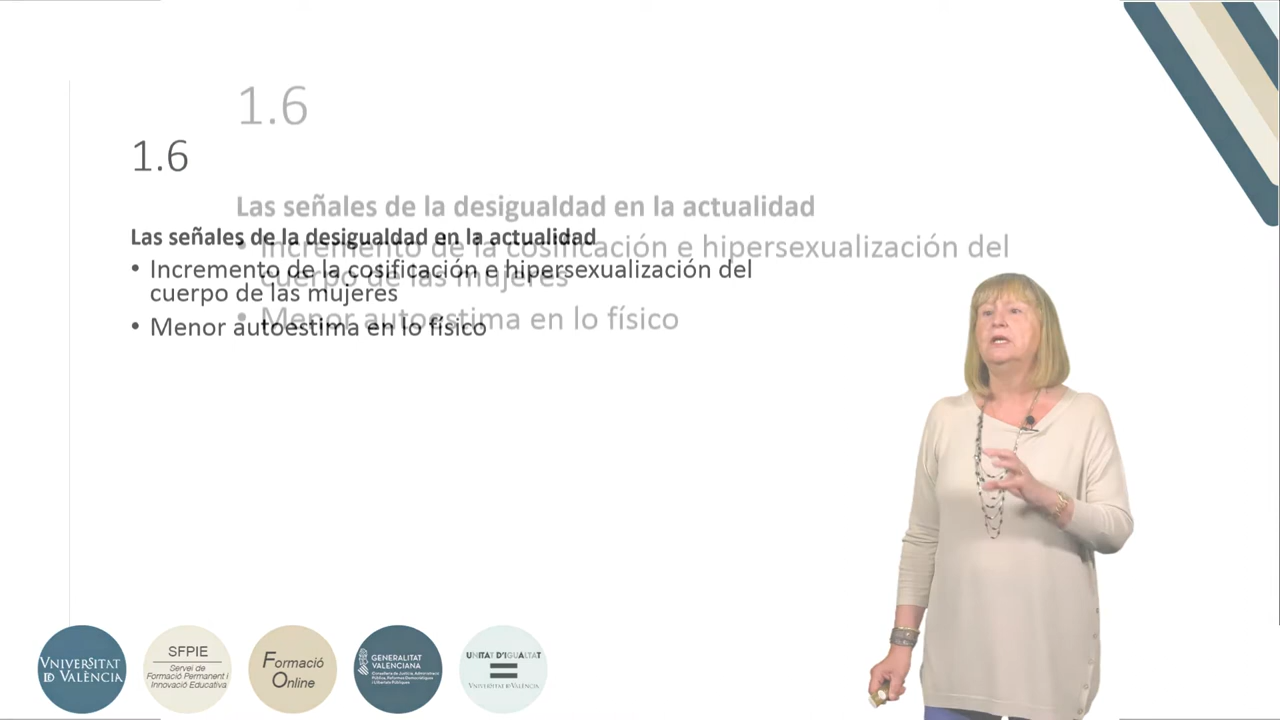 1.6
1.6
Las señales de la desigualdad en la actualidad
Las señales de la desigualdad en la actualidad
• Incremento de la cosificación e hipersexualización del
cuerpo de las mujeres
• Incremento de la cosificación e hipersexualización del
cuerpo de las mujeres
• Menor autoestima en lo físico
• Menor autoestima en lo físico
VNIVERSITAT
ID VALÈNCIA
SFPIE
Servei de
Formació Permanent i
Innovació Educativa
Formació
Online
GENERALITAT
VALENCIANA
Conselleria de Justícia, Administració
Pública, Reformes Democràtiques
i Llibertats Públiques
UNITAT D'IGUALTAT
VNIVERSITAT ID VALÈNCIA